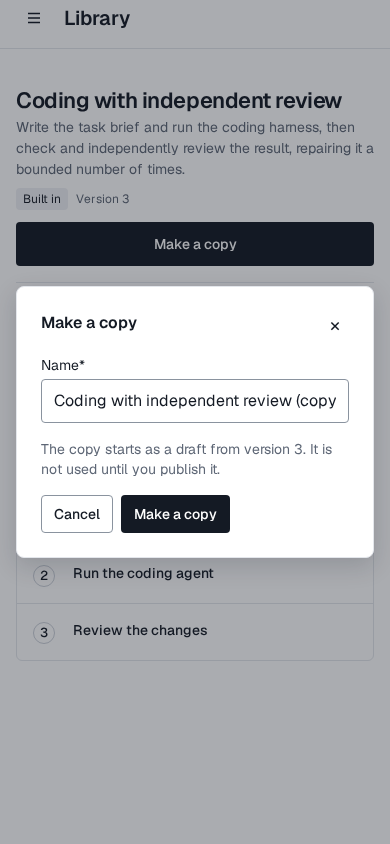 Library
Coding with independent review
Write the task brief and run the coding harness, then
check and independently review the result, repairing it a
bounded number of times.
Built in Version 3
Make a copy
Make a copy
Name*
Coding with independent review (copy
The copy starts as a draft from version 3. It is
not used until you publish it.
Cancel Make a copy
2 Run the coding agent
3 Review the changes